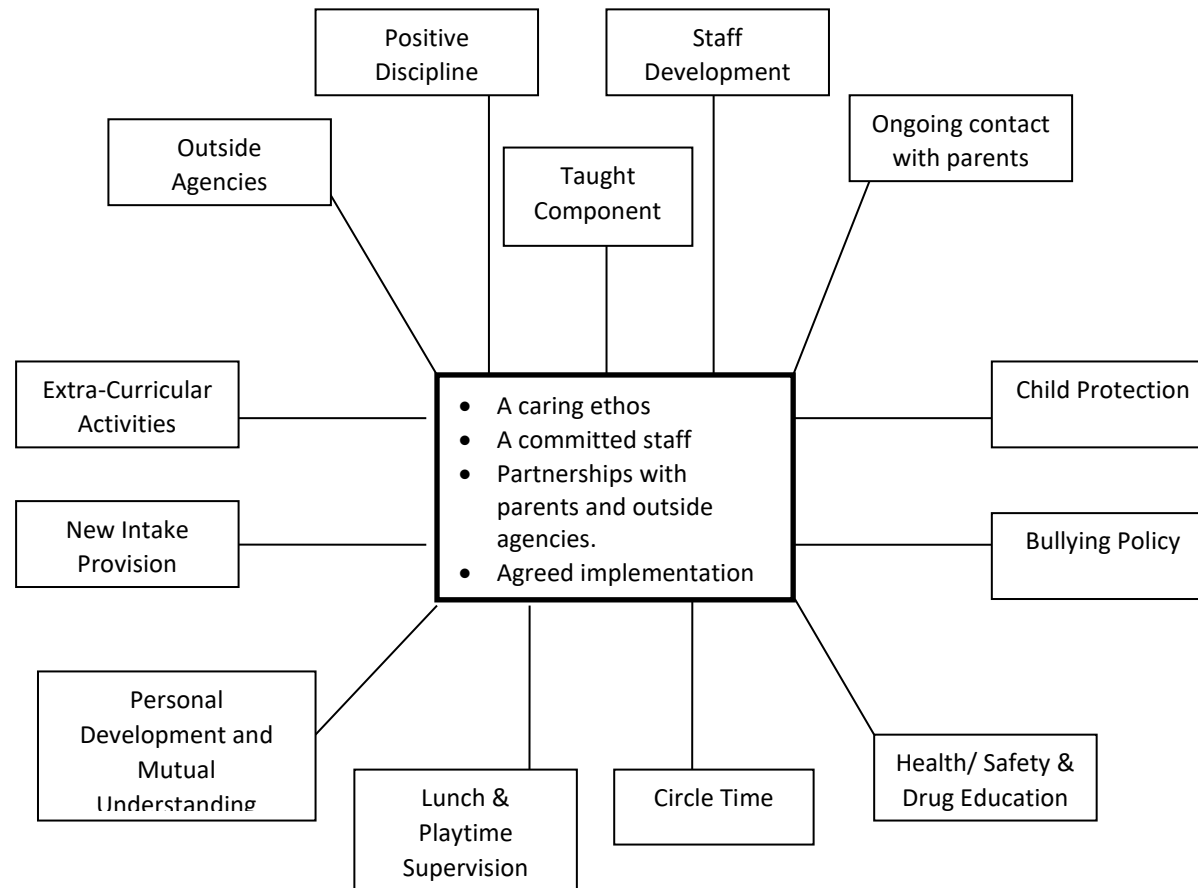 Positive
Discipline
Staff
Development
Ongoing contact
with parents
Outside
Agencies
Taught
Component
Extra-Curricular
Activities
• A caring ethos
• A committed staff
• Partnerships with
parents and outside
agencies.
• Agreed implementation
Child Protection
New Intake
Provision
Bullying Policy
Personal
Development and
Mutual
Understanding
Lunch &
Playtime
Supervision
Circle Time
Health/ Safety &
Drug Education